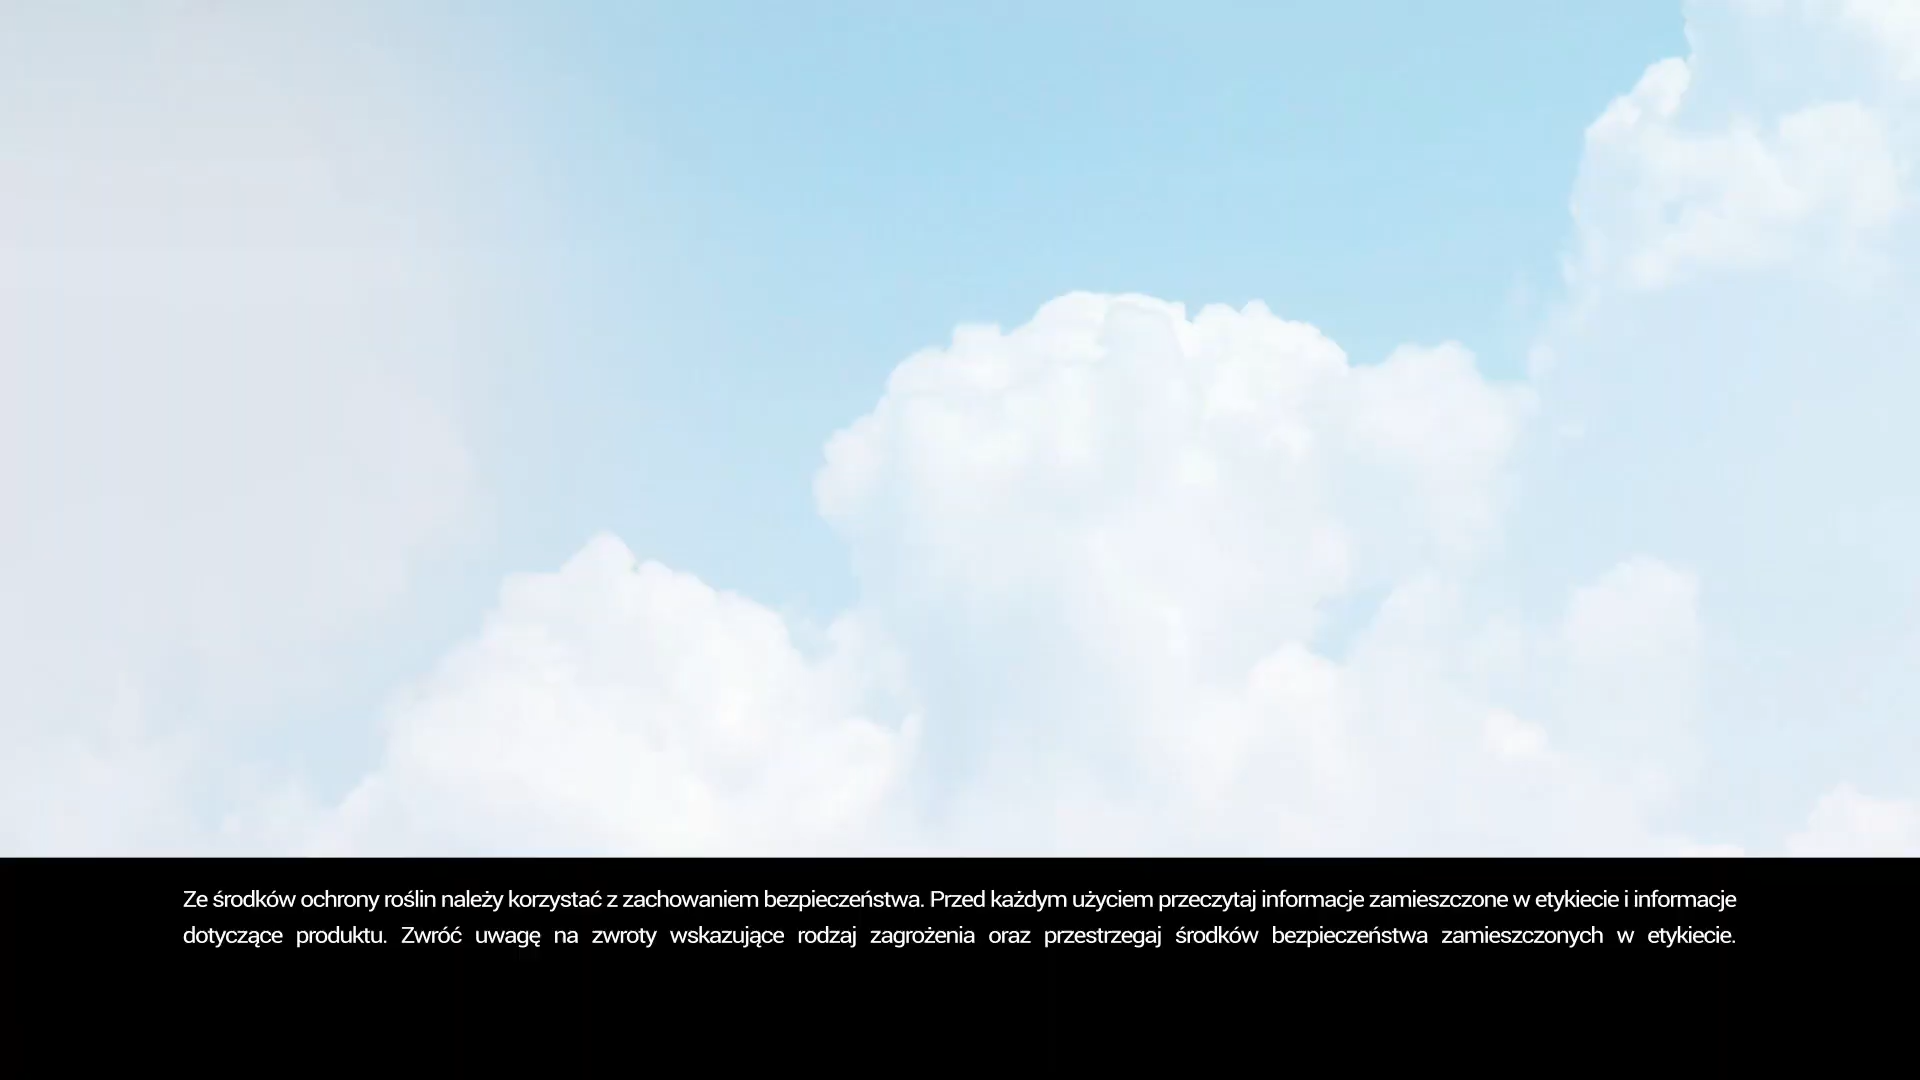 Ze środków ochrony roślin należy korzystać z zachowaniem bezpieczeństwa. Przed każdym użyciem przeczytaj informacje zamieszczone w etykiecie i informacje
dotyczące produktu. Zwróć uwagę na zwroty wskazujące rodzaj zagrożenia oraz przestrzegaj środków bezpieczeństwa zamieszczonych w etykiecie.